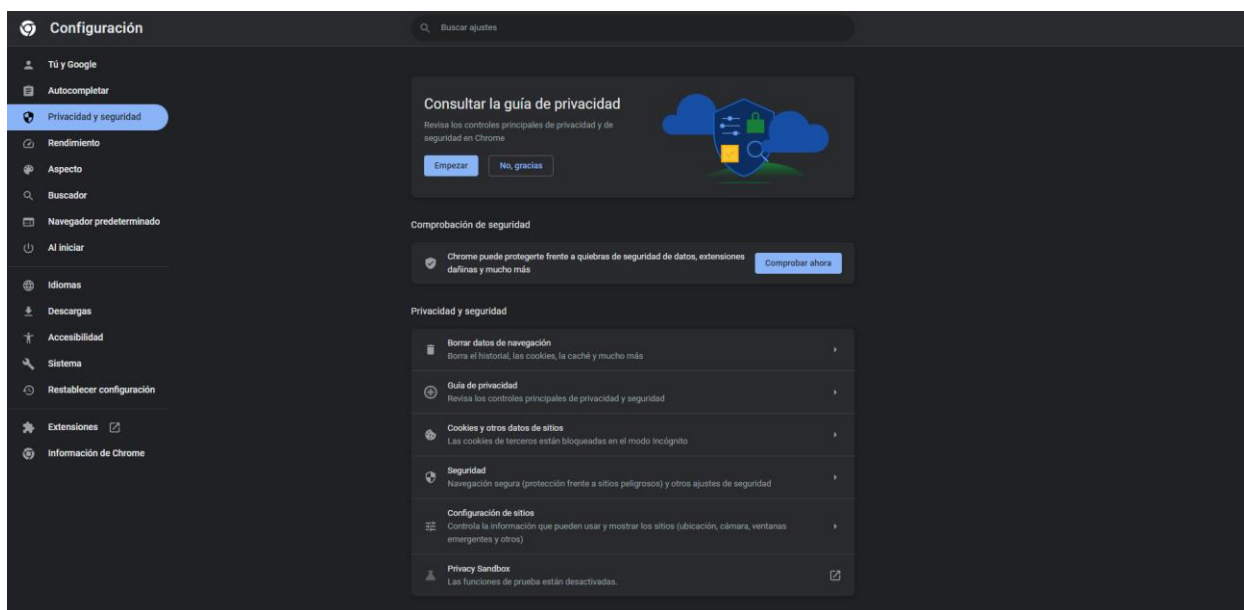 Configuración
Buscar ajustes
Tú y Google
Autocompletar
Privacidad y seguridad
Rendimiento
Aspecto
Buscador
Navegador predeterminado
Al iniciar
Idiomas
Descargas
Accesibilidad
Sistema
Restablecer configuración
Extensiones
Información de Chrome
Consultar la guía de privacidad
Revisa los controles principales de privacidad y de
seguridad en Chrome
Empezar
No, gracias
Comprobación de seguridad
Chrome puede protegerte frente a quiebras de seguridad de datos, extensiones
dañinas y mucho más
Comprobar ahora
Privacidad y seguridad
Borrar datos de navegación
Borra el historial, las cookies, la caché y mucho más
Guía de privacidad
Revisa los controles principales de privacidad y seguridad
Cookies y otros datos de sitios
Las cookies de terceros están bloqueadas en el modo Incógnito
Seguridad
Navegación segura (protección frente a sitios peligrosos) y otros ajustes de seguridad
Configuración de sitios
Controla la información que pueden usar y mostrar los sitios (ubicación, cámara, ventanas
emergentes y otros)
Privacy Sandbox
Las funciones de prueba están desactivadas.